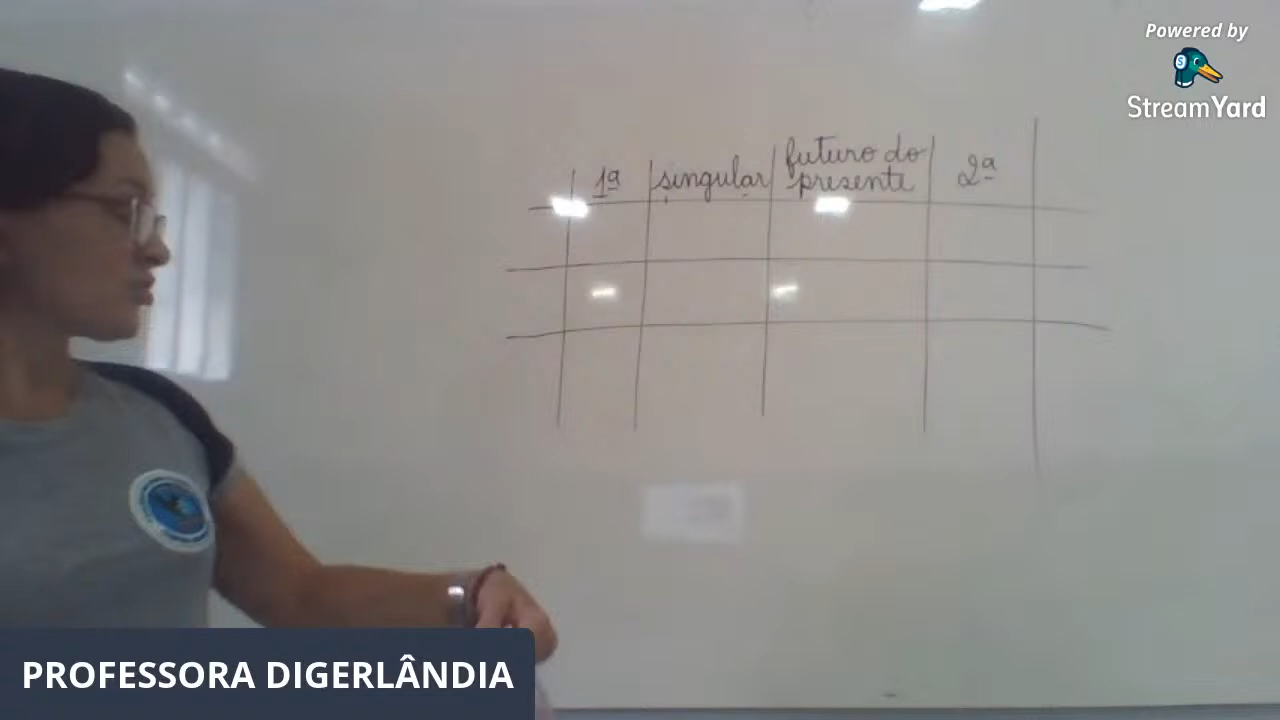 Powered by
StreamYard
1ª singular futuro do presente 2ª
PROFESSORA DIGERLÂNDIA